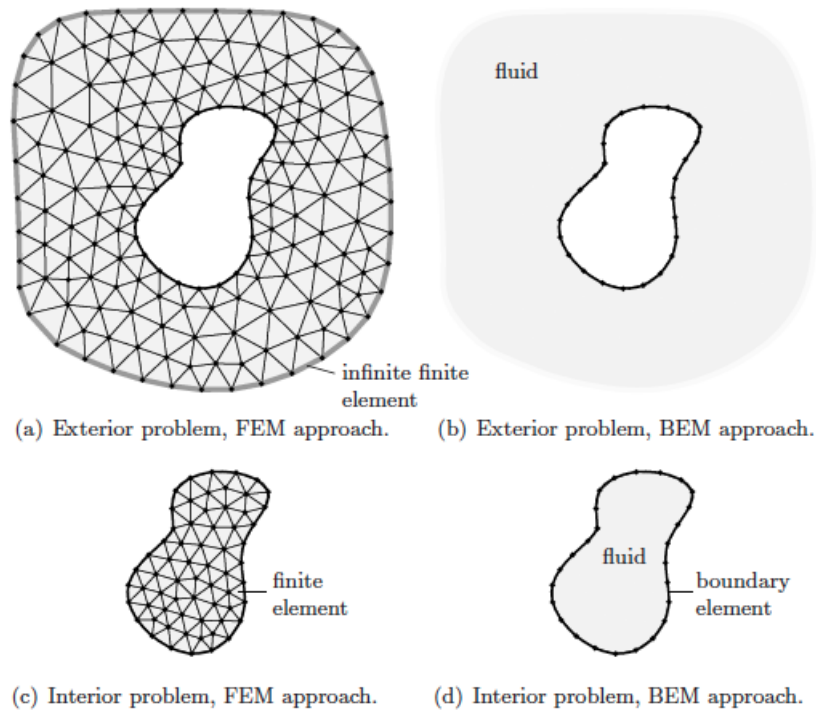 fluid
infinite finite
element
(a) Exterior problem, FEM approach.
(b) Exterior problem, BEM approach.
finite
element
fluid
boundary
element
(c) Interior problem, FEM approach.
(d) Interior problem, BEM approach.